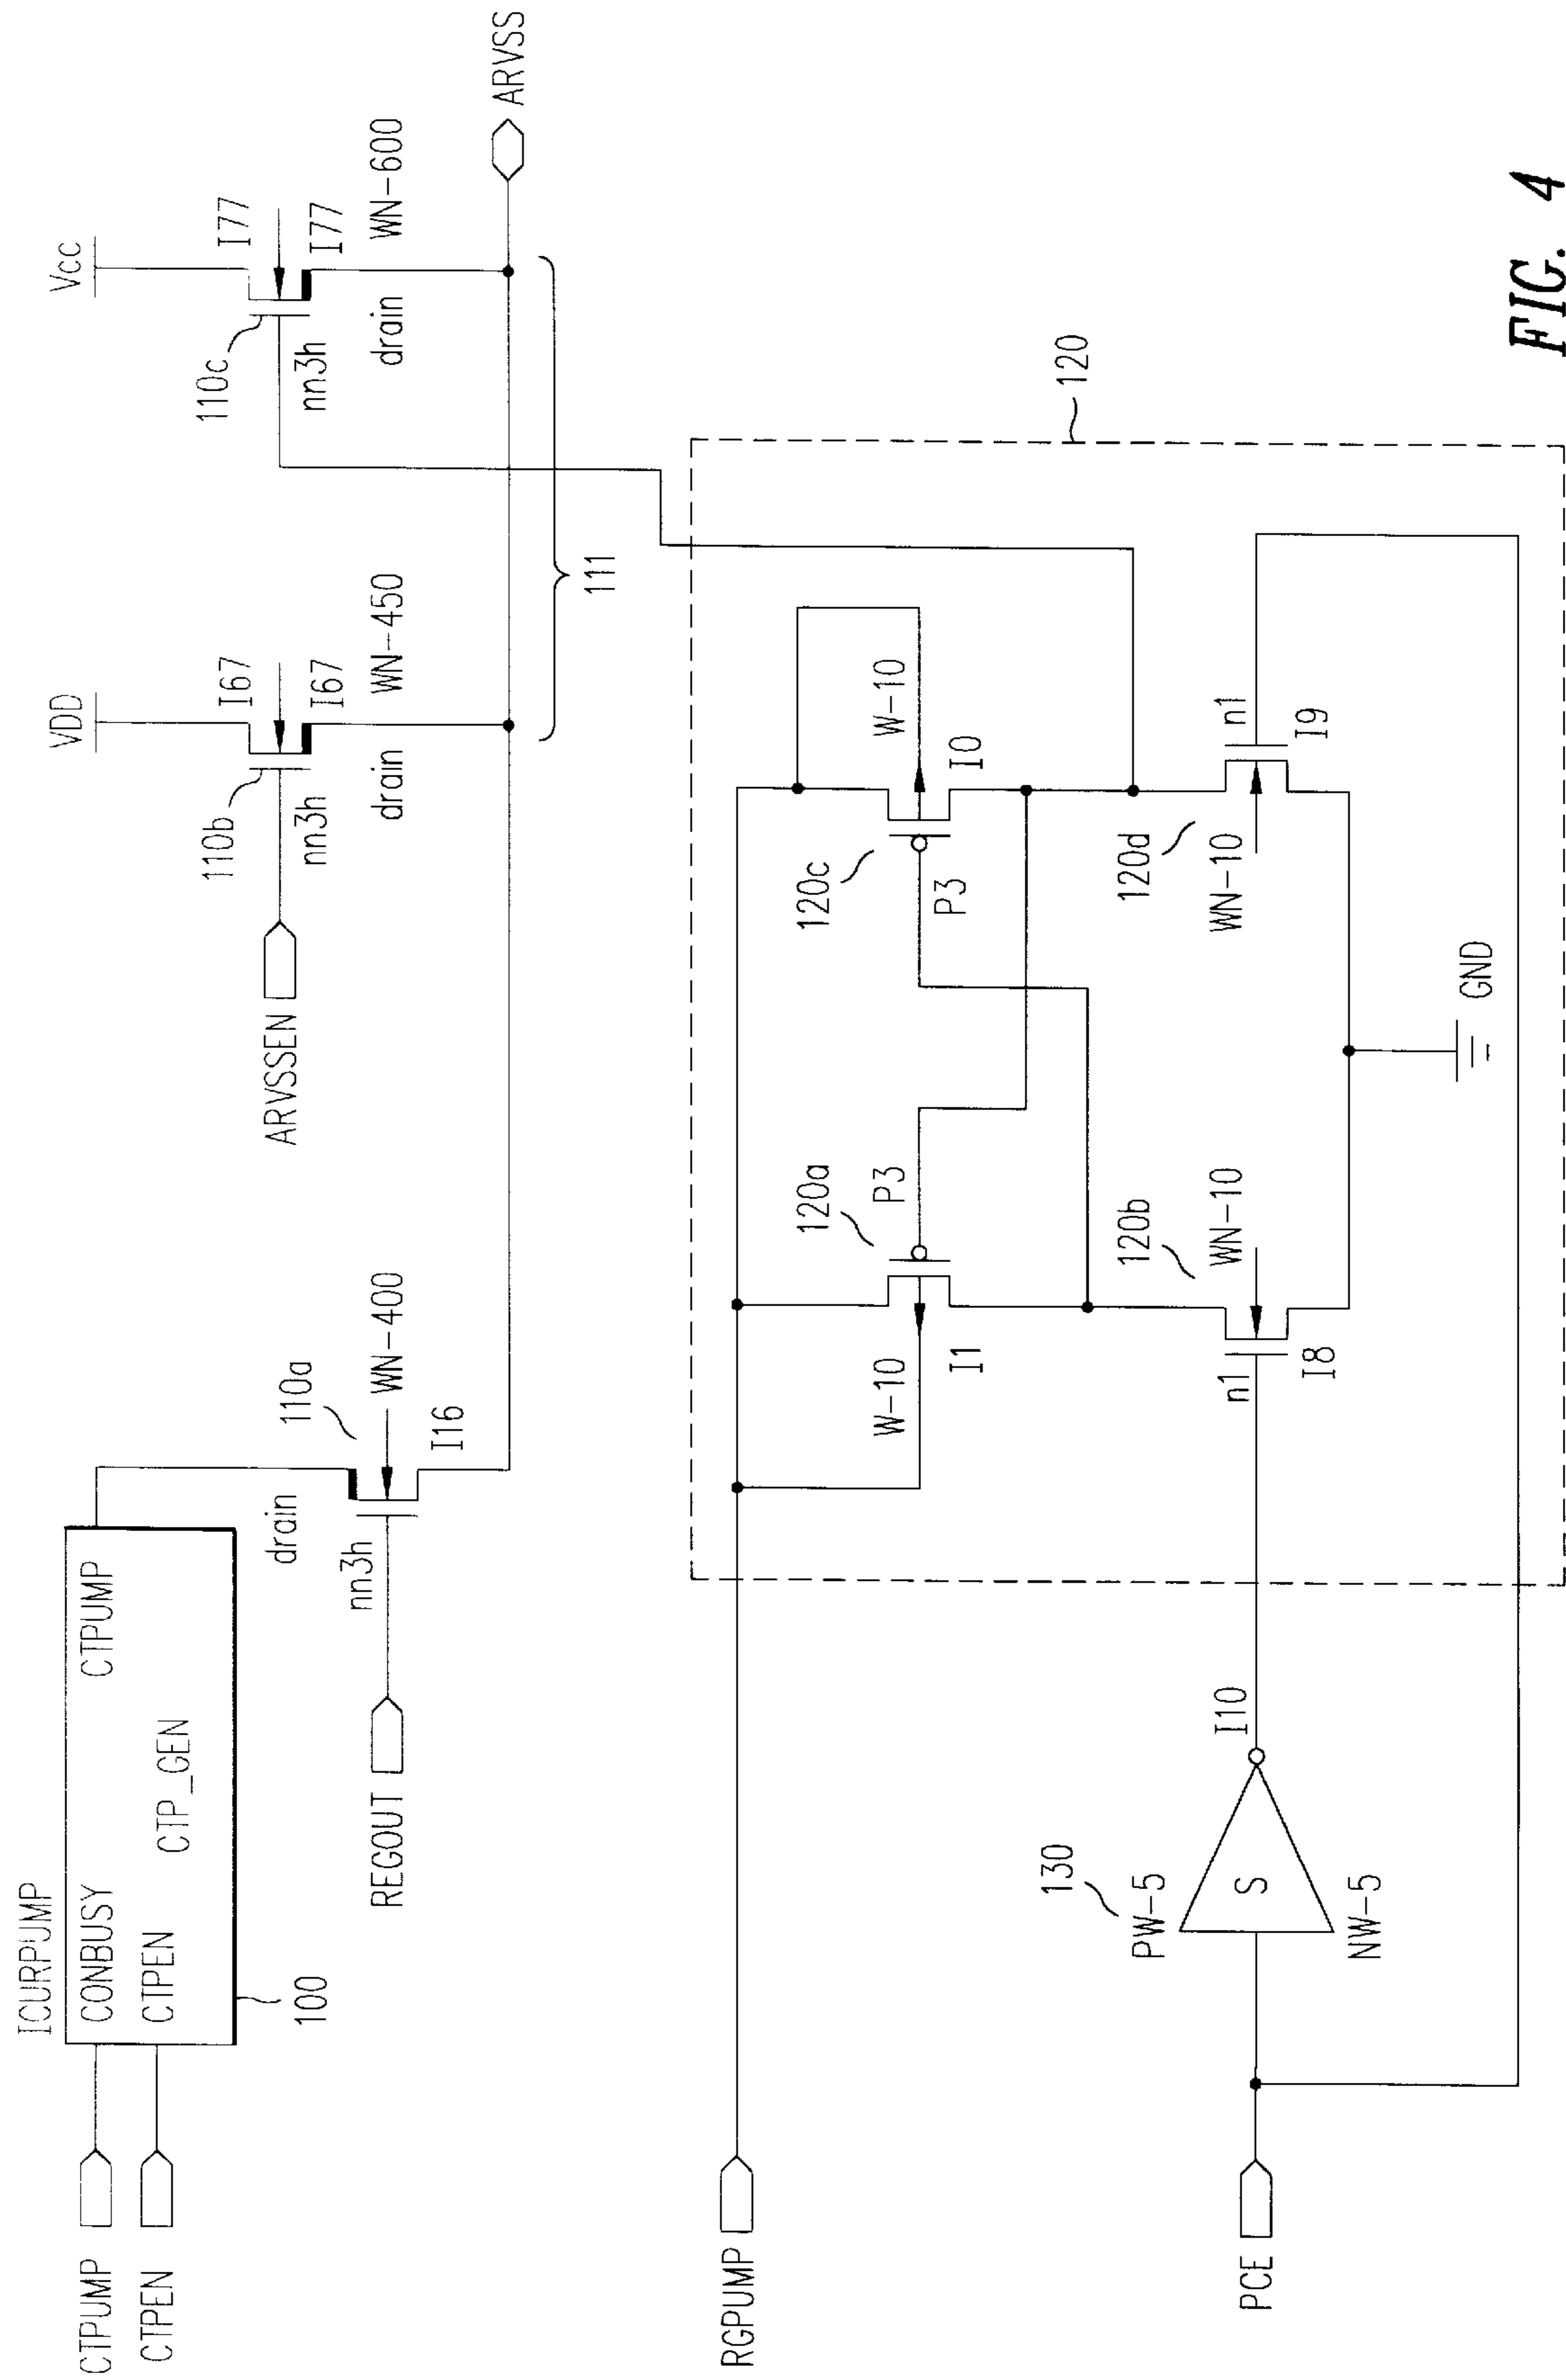 ICURPUMP
CTPUMP
CONBUSY
CTPUMP
CTPEN
CTPEN
CTP_GEN
100
REGOUT
nn3h
drain
110a
WN-400
I16
ARVSSEN
VDD
110b
nn3h
I67
I67
WN-450
drain
Vcc
110c
nn3h
I77
I77
WN-600
drain
ARVSS
111
120
RGPUMP
W-10
I1
120a
P3
120c
P3
W-10
I0
PCE
130
PW-5
S
NW-5
I10
n1
I8
120b
WN-10
120d
WN-10
n1
I9
GND
FIG. 4